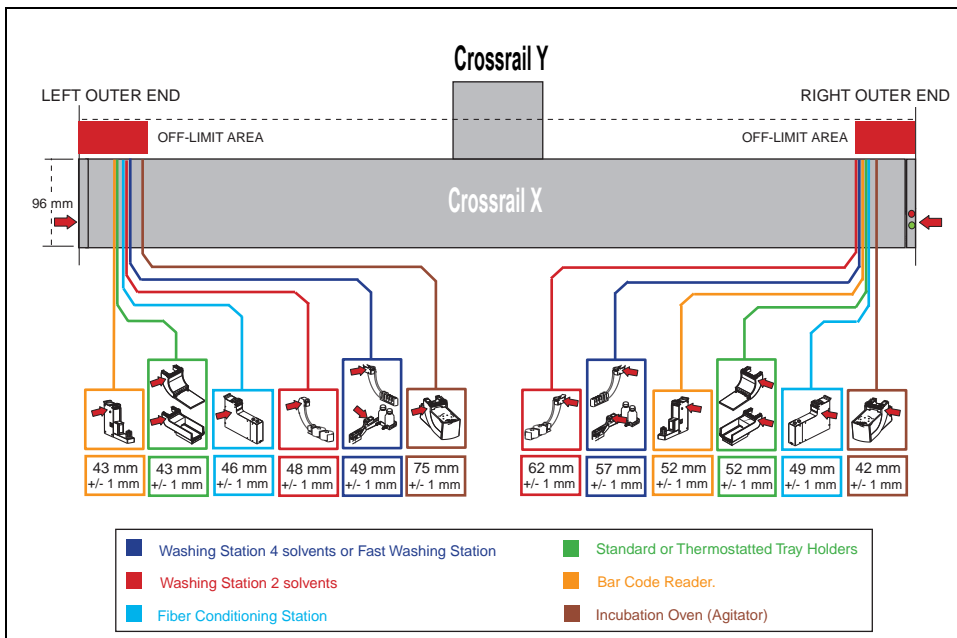 Crossrail Y
LEFT OUTER END
RIGHT OUTER END
OFF-LIMIT AREA
OFF-LIMIT AREA
Crossrail X
96 mm
43 mm
+/- 1 mm
43 mm
+/- 1 mm
46 mm
+/- 1 mm
48 mm
+/- 1 mm
49 mm
+/- 1 mm
75 mm
+/- 1 mm
62 mm
+/- 1 mm
57 mm
+/- 1 mm
52 mm
+/- 1 mm
52 mm
+/- 1 mm
49 mm
+/- 1 mm
42 mm
+/- 1 mm
Washing Station 4 solvents or Fast Washing Station
Washing Station 2 solvents
Fiber Conditioning Station
Standard or Thermostatted Tray Holders
Bar Code Reader.
Incubation Oven (Agitator)